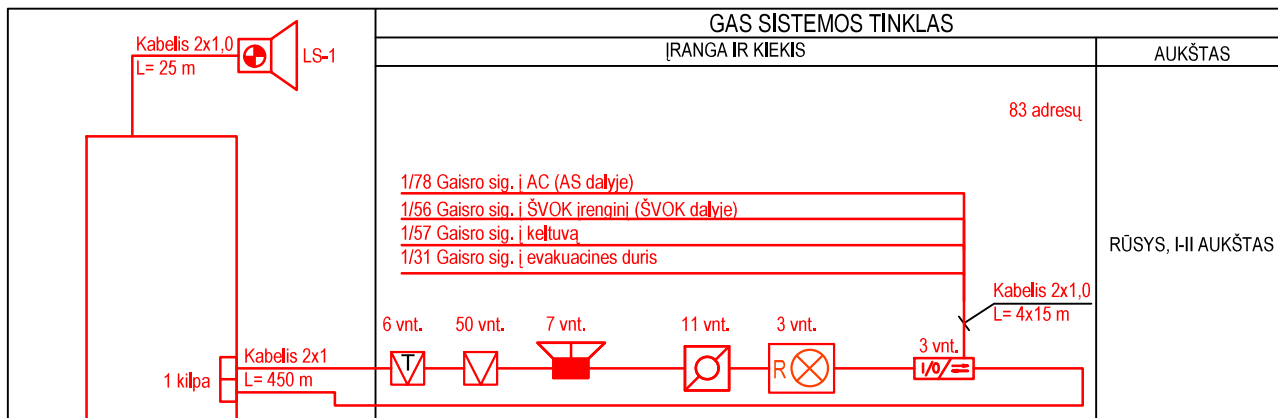 GAS SISTEMOS TINKLAS
ĮRANGA IR KIEKIS
AUKŠTAS
Kabelis 2x1,0
L= 25 m
LS-1
83 adresų
1/78 Gaisro sig. į AC (AS dalyje)
1/56 Gaisro sig. į ŠVOK įrenginį (ŠVOK dalyje)
1/57 Gaisro sig. į keltuvą
1/31 Gaisro sig. į evakuacines duris
RŪSYS, I-II AUKŠTAS
Kabelis 2x1,0
L= 4x15 m
6 vnt.
50 vnt.
7 vnt.
11 vnt.
3 vnt.
3 vnt.
T
R
I/O/
Kabelis 2x1
L= 450 m
1 kilpa